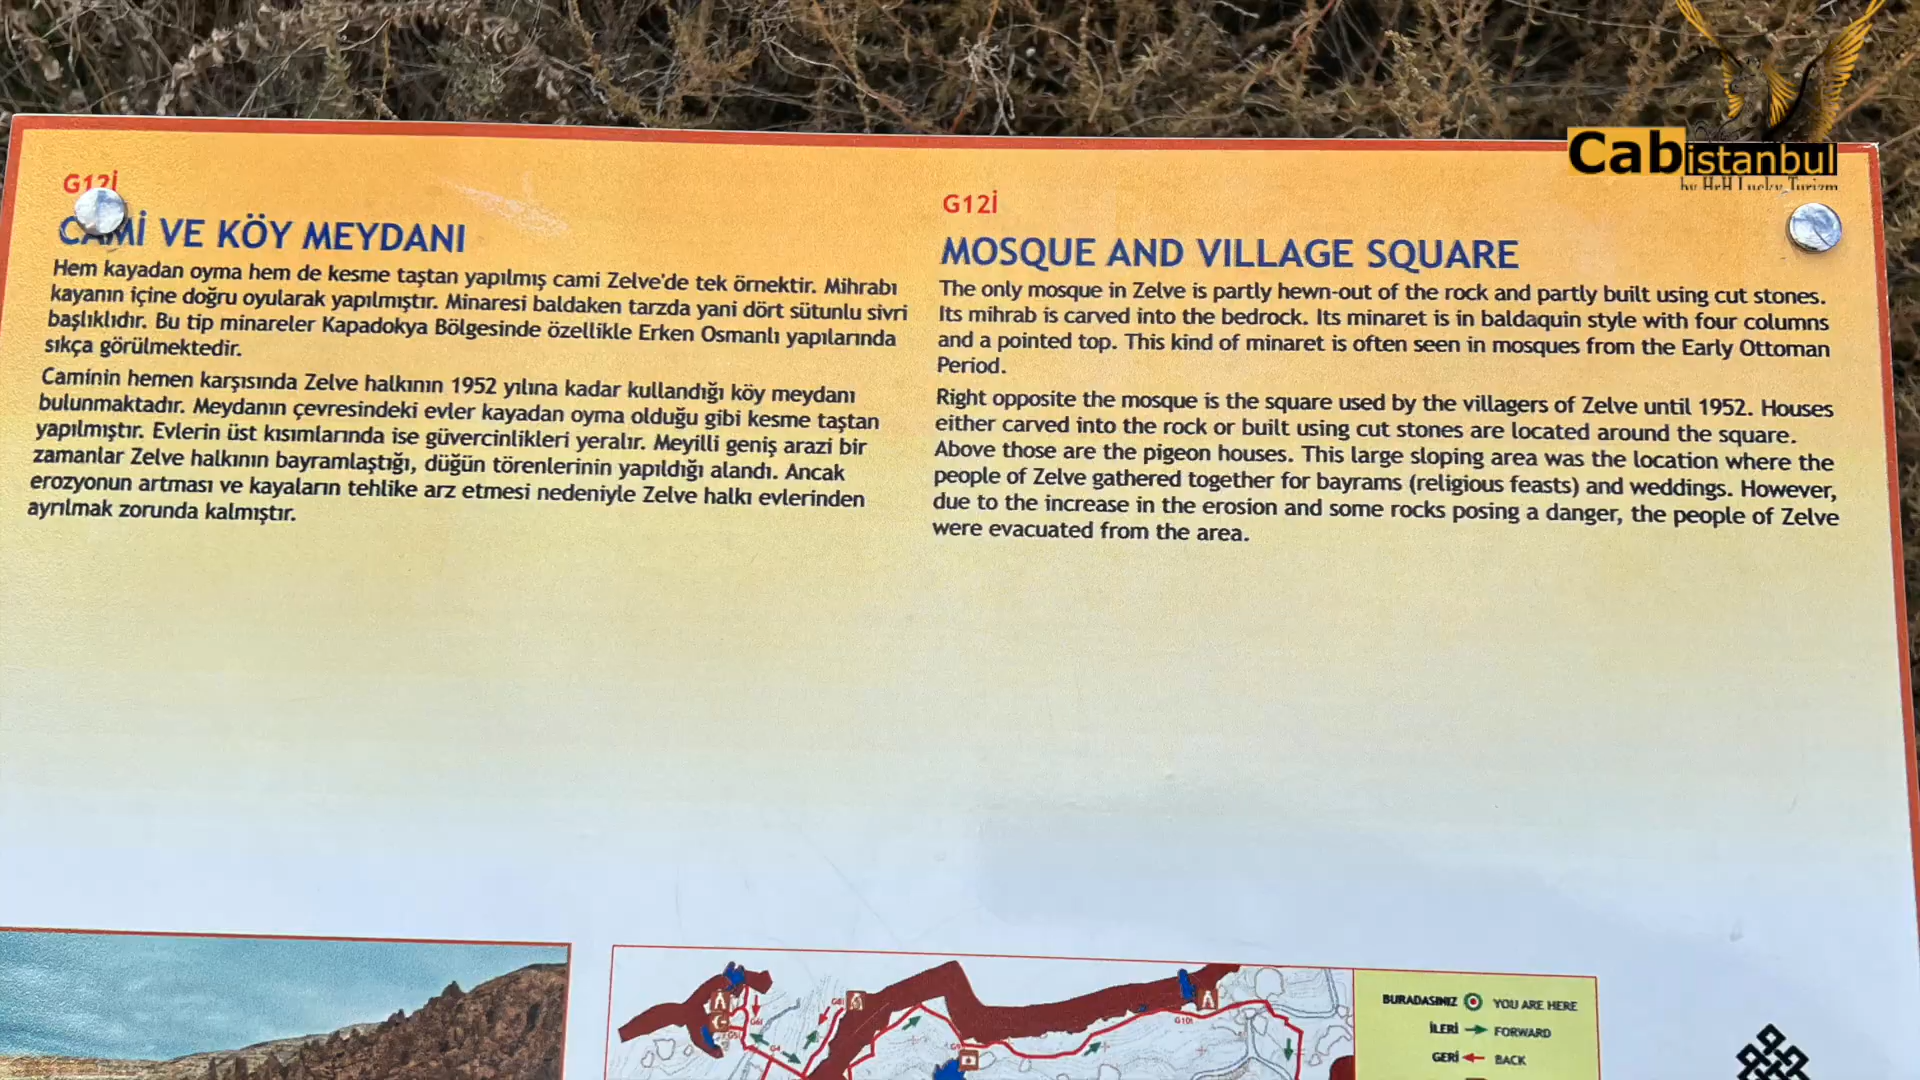 G12İ
CAMİ VE KÖY MEYDANI
Hem kayadan oyma hem de kesme taştan yapılmış cami Zelve'de tek örnektir. Mihrabı
kayanın içine doğru oyularak yapılmıştır. Minaresi baldaken tarzda yani dört sütunlu sivri
başlıklıdır. Bu tip minareler Kapadokya Bölgesinde özellikle Erken Osmanlı yapılarında
sıkça görülmektedir.
Caminin hemen karşısında Zelve halkının 1952 yılına kadar kullandığı köy meydanı
bulunmaktadır. Meydanın çevresindeki evler kayadan oyma olduğu gibi kesme taştan
yapılmıştır. Evlerin üst kısımlarında ise güvercinlikleri yeralır. Meyilli geniş arazi bir
zamanlar Zelve halkının bayramlaştığı, düğün törenlerinin yapıldığı alandı. Ancak
erozyonun artması ve kayaların tehlike arz etmesi nedeniyle Zelve halkı evlerinden
ayrılmak zorunda kalmıştır.
G12İ
MOSQUE AND VILLAGE SQUARE
The only mosque in Zelve is partly hewn-out of the rock and partly built using cut stones.
Its mihrab is carved into the bedrock. Its minaret is in baldaquin style with four columns
and a pointed top. This kind of minaret is often seen in mosques from the Early Ottoman
Period.
Right opposite the mosque is the square used by the villagers of Zelve until 1952. Houses
either carved into the rock or built using cut stones are located around the square.
Above those are the pigeon houses. This large sloping area was the location where the
people of Zelve gathered together for bayrams (religious feasts) and weddings. However,
due to the increase in the erosion and some rocks posing a danger, the people of Zelve
were evacuated from the area.
Cabistanbul
by HrH Lucky Turizm
BURADASINIZ YOU ARE HERE
İLERİ FORWARD
GERİ BACK